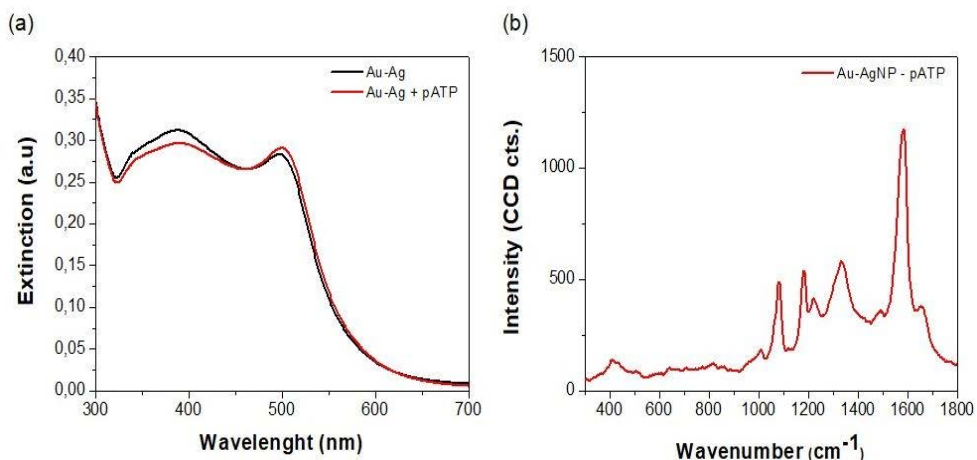 (a)
0,40
0,35
0,30
0,25
0,20
0,15
0,10
0,05
0,00
Extinction (a.u)
Au-Ag
Au-Ag + pATP
300 400 500 600 700
Wavelenght (nm)
(b)
1500
1000
500
0
Intensity (CCD cts.)
Au-AgNP - pATP
400 600 800 1000 1200 1400 1600 1800
Wavenumber (cm-1)